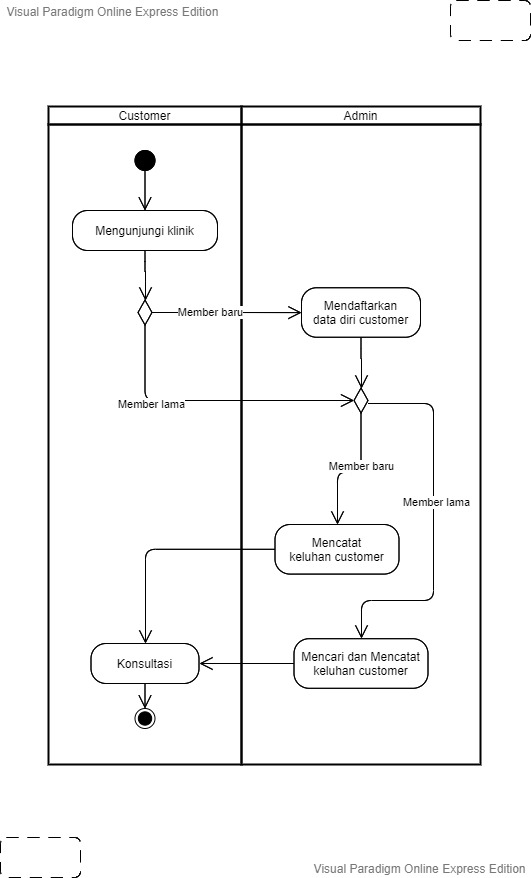 Visual Paradigm Online Express Edition
Customer
Admin
Mengunjungi klinik
Member baru
Mendaftarkan
data diri customer
Member lama
Member baru
Member lama
Mencatat
keluhan customer
Konsultasi
Mencari dan Mencatat
keluhan customer
Visual Paradigm Online Express Edition